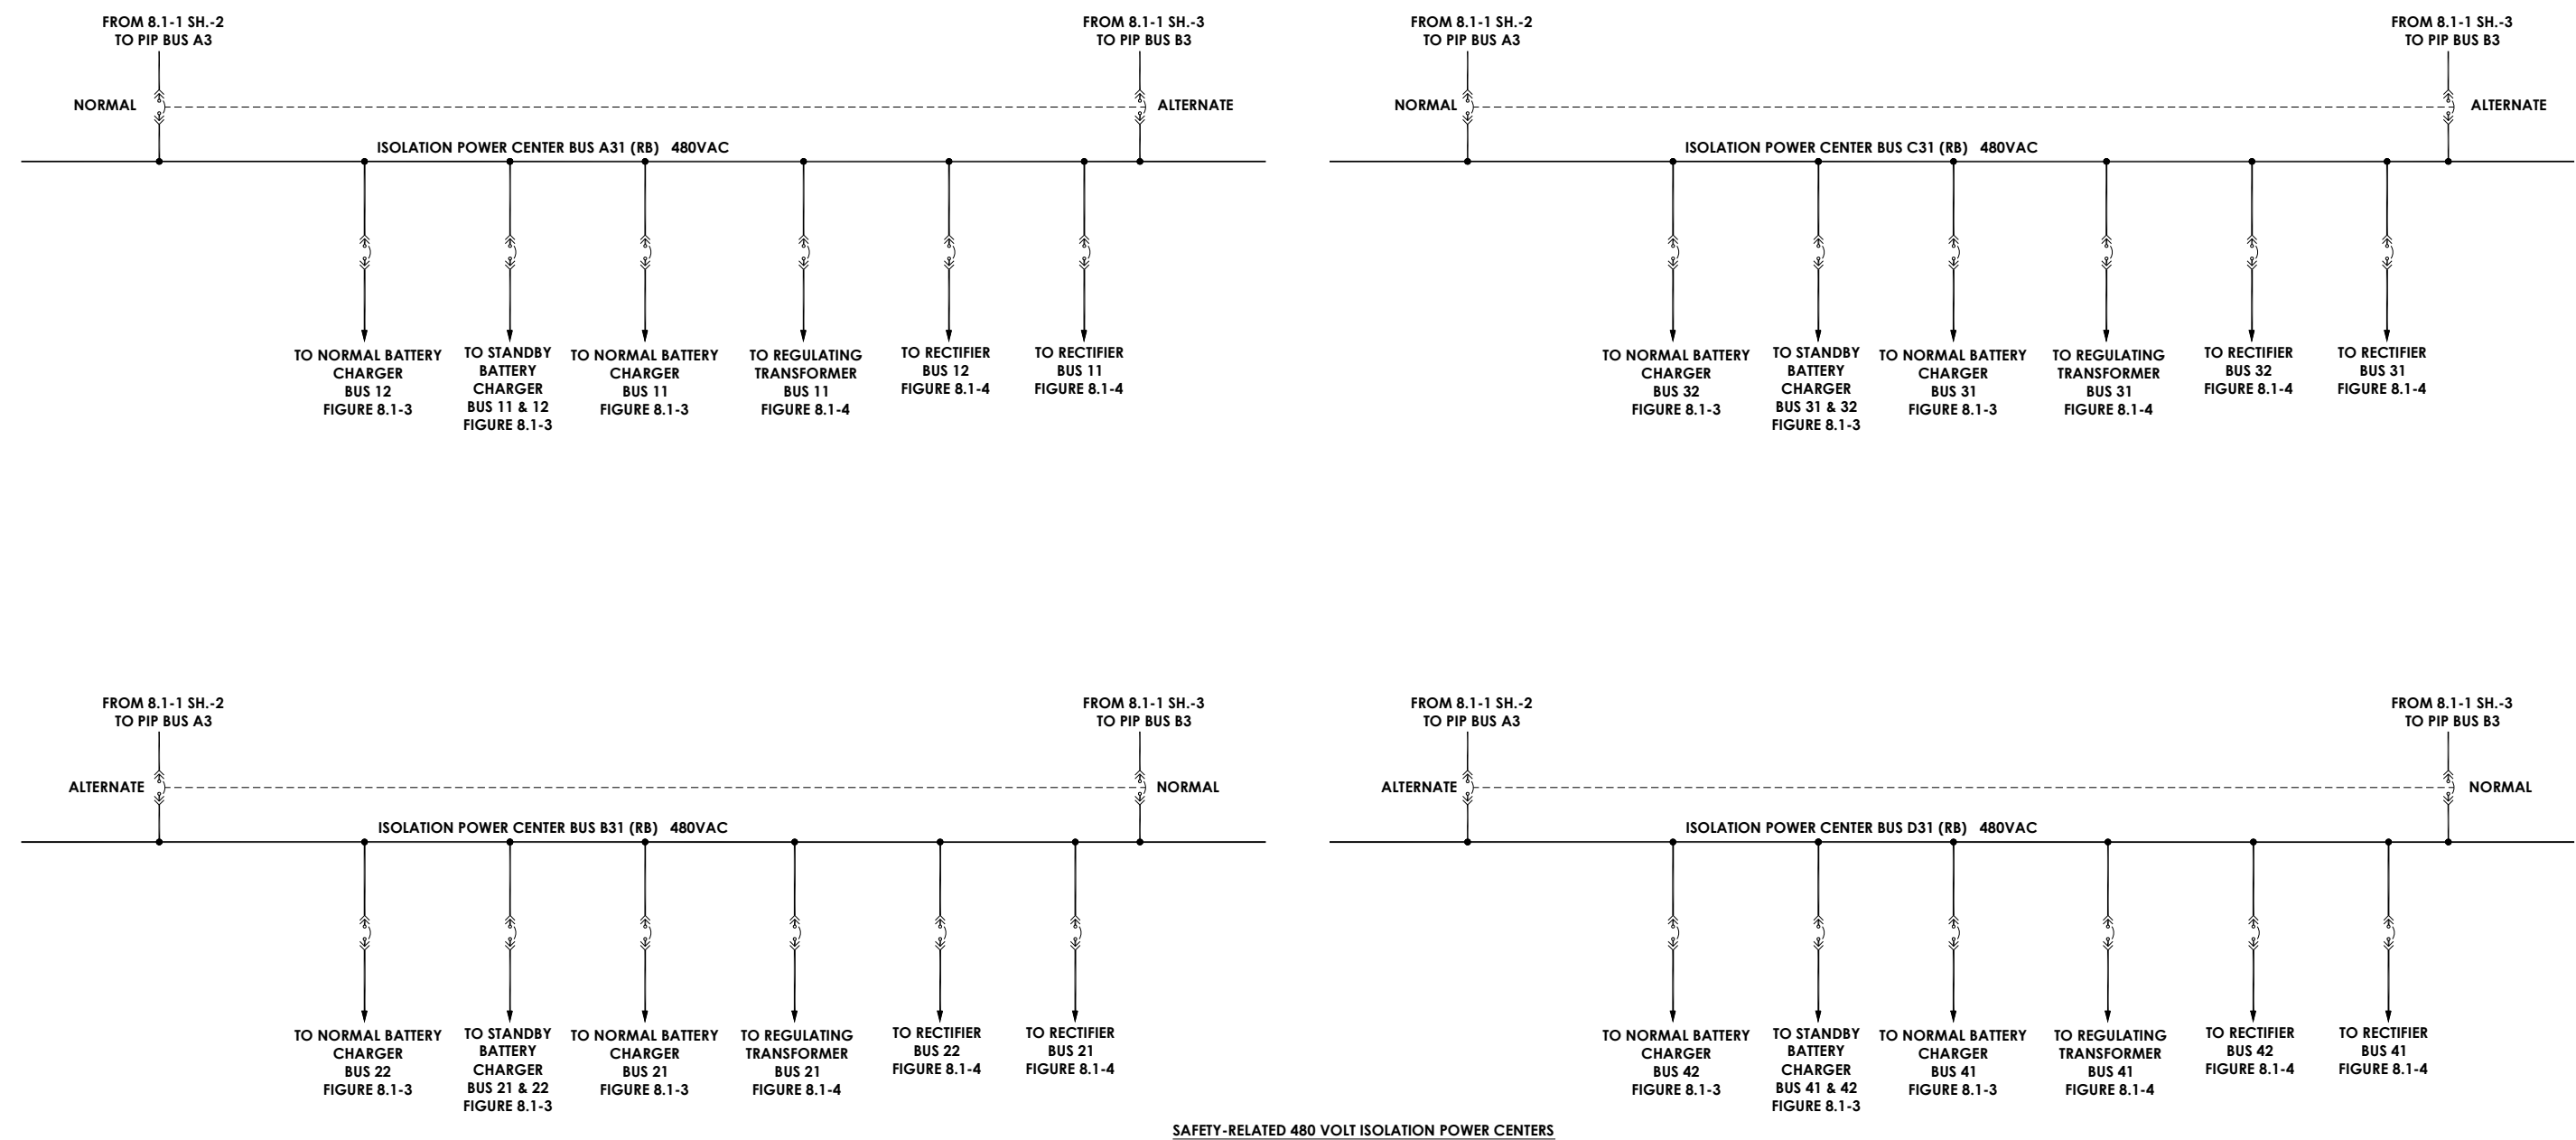 FROM 8.1-1 SH.-2
TO PIP BUS A3
FROM 8.1-1 SH.-3
TO PIP BUS B3
NORMAL
ALTERNATE
ISOLATION POWER CENTER BUS A31 (RB) 480VAC
TO NORMAL BATTERY
CHARGER
BUS 12
FIGURE 8.1-3
TO STANDBY
BATTERY
CHARGER
BUS 11 & 12
FIGURE 8.1-3
TO NORMAL BATTERY
CHARGER
BUS 11
FIGURE 8.1-3
TO REGULATING
TRANSFORMER
BUS 11
FIGURE 8.1-4
TO RECTIFIER
BUS 12
FIGURE 8.1-4
TO RECTIFIER
BUS 11
FIGURE 8.1-4
FROM 8.1-1 SH.-2
TO PIP BUS A3
FROM 8.1-1 SH.-3
TO PIP BUS B3
NORMAL
ALTERNATE
ISOLATION POWER CENTER BUS C31 (RB) 480VAC
TO NORMAL BATTERY
CHARGER
BUS 32
FIGURE 8.1-3
TO STANDBY
BATTERY
CHARGER
BUS 31 & 32
FIGURE 8.1-3
TO NORMAL BATTERY
CHARGER
BUS 31
FIGURE 8.1-3
TO REGULATING
TRANSFORMER
BUS 31
FIGURE 8.1-4
TO RECTIFIER
BUS 32
FIGURE 8.1-4
TO RECTIFIER
BUS 31
FIGURE 8.1-4
FROM 8.1-1 SH.-2
TO PIP BUS A3
FROM 8.1-1 SH.-3
TO PIP BUS B3
ALTERNATE
NORMAL
ISOLATION POWER CENTER BUS B31 (RB) 480VAC
TO NORMAL BATTERY
CHARGER
BUS 22
FIGURE 8.1-3
TO STANDBY
BATTERY
CHARGER
BUS 21 & 22
FIGURE 8.1-3
TO NORMAL BATTERY
CHARGER
BUS 21
FIGURE 8.1-3
TO REGULATING
TRANSFORMER
BUS 21
FIGURE 8.1-4
TO RECTIFIER
BUS 22
FIGURE 8.1-4
TO RECTIFIER
BUS 21
FIGURE 8.1-4
FROM 8.1-1 SH.-2
TO PIP BUS A3
FROM 8.1-1 SH.-3
TO PIP BUS B3
ALTERNATE
NORMAL
ISOLATION POWER CENTER BUS D31 (RB) 480VAC
TO NORMAL BATTERY
CHARGER
BUS 42
FIGURE 8.1-3
TO STANDBY
BATTERY
CHARGER
BUS 41 & 42
FIGURE 8.1-3
TO NORMAL BATTERY
CHARGER
BUS 41
FIGURE 8.1-3
TO REGULATING
TRANSFORMER
BUS 41
FIGURE 8.1-4
TO RECTIFIER
BUS 42
FIGURE 8.1-4
TO RECTIFIER
BUS 41
FIGURE 8.1-4
SAFETY-RELATED 480 VOLT ISOLATION POWER CENTERS